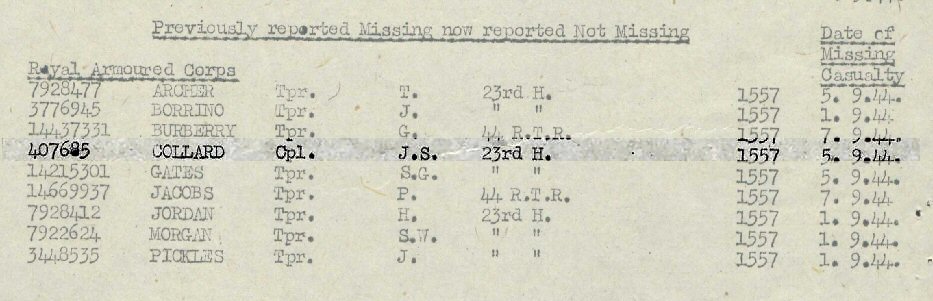 Previously reported Missing now reported Not Missing
Date of
Missing
Casualty
Royal Armoured Corps
7928477 ARCHER Tpr. T. 23rd H. 1557 5. 9.44.
3776945 BORRINO Tpr. J. " " 1557 1. 9.44
14437331 BURBERRY Tpr. G. 44 R.T.R. 1557 7. 9.44.
407685 COLLARD Cpl. J.S. 23rd H. 1557 5. 9.44.
14215301 GATES Tpr. S.G. " " 1557 5. 9.44.
14669937 JACOBS Tpr. P. 44 R.T.R. 1557 7. 9.44
7928412 JORDAN Tpr. H. 23rd H. 1557 1. 9.44.
7922624 MORGAN Tpr. S.W. " " 1557 1. 9.44.
3448535 PICKLES Tpr. J. " " 1557 1. 9.44.